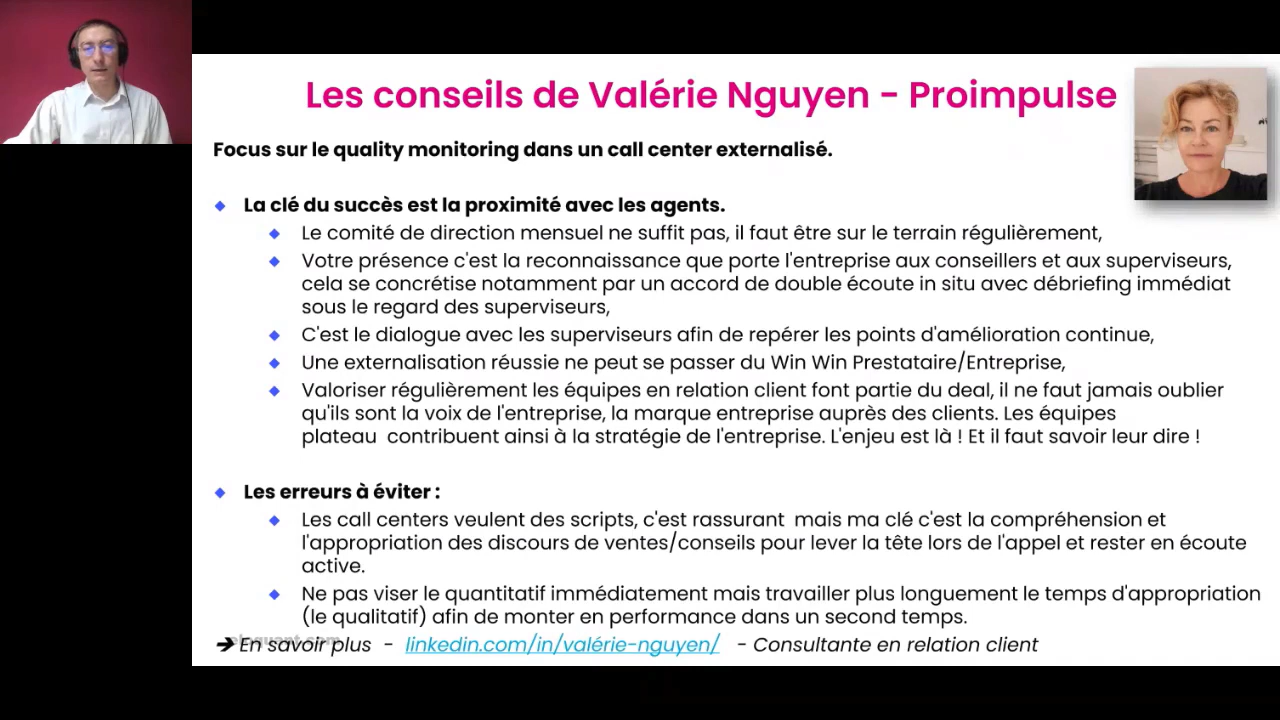 Les conseils de Valérie Nguyen - Proimpulse
Focus sur le quality monitoring dans un call center externalisé.
La clé du succès est la proximité avec les agents.
Le comité de direction mensuel ne suffit pas, il faut être sur le terrain régulièrement,
Votre présence c'est la reconnaissance que porte l'entreprise aux conseillers et aux superviseurs,
cela se concrétise notamment par un accord de double écoute in situ avec débriefing immédiat
sous le regard des superviseurs,
C'est le dialogue avec les superviseurs afin de repérer les points d'amélioration continue,
Une externalisation réussie ne peut se passer du Win Win Prestataire/Entreprise,
Valoriser régulièrement les équipes en relation client font partie du deal, il ne faut jamais oublier
qu'ils sont la voix de l'entreprise, la marque entreprise auprès des clients. Les équipes
plateau contribuent ainsi à la stratégie de l'entreprise. L'enjeu est là ! Et il faut savoir leur dire !
Les erreurs à éviter :
Les call centers veulent des scripts, c'est rassurant mais ma clé c'est la compréhension et
l'appropriation des discours de ventes/conseils pour lever la tête lors de l'appel et rester en écoute
active.
Ne pas viser le quantitatif immédiatement mais travailler plus longuement le temps d'appropriation
(le qualitatif) afin de monter en performance dans un second temps.
➔ En savoir plus - linkedin.com/in/valérie-nguyen/ - Consultante en relation client